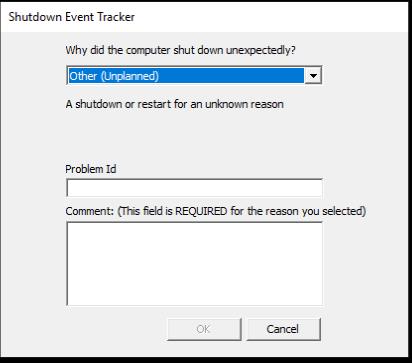 Shutdown Event Tracker
Why did the computer shut down unexpectedly?
Other (Unplanned)
A shutdown or restart for an unknown reason
Problem Id
Comment: (This field is REQUIRED for the reason you selected)
OK
Cancel